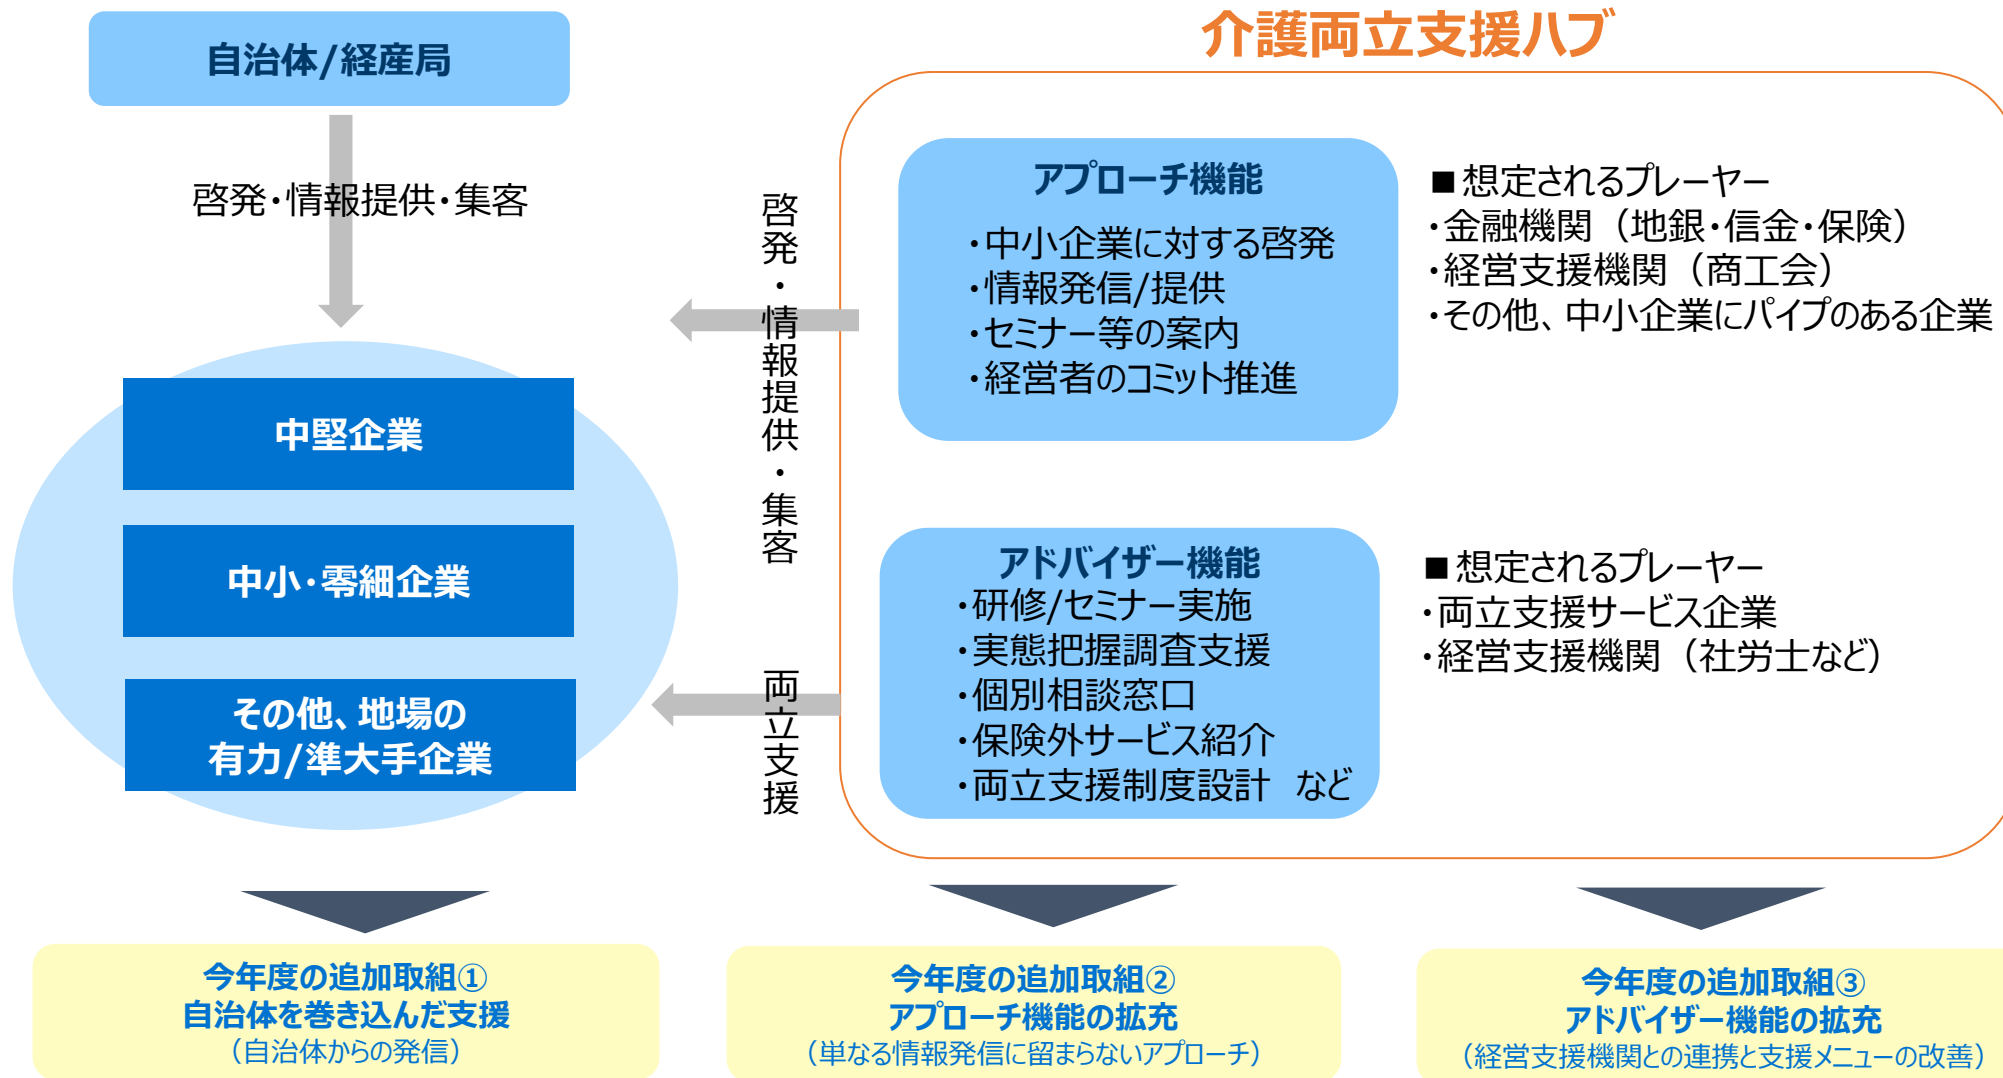 介護両立支援ハブ
自治体/経産局
啓発・情報提供・集客
中堅企業
中小・零細企業
その他、地場の
有力/準大手企業
啓発・情報提供・集客
両立支援
アプローチ機能
・中小企業に対する啓発
・情報発信/提供
・セミナー等の案内
・経営者のコミット推進
■想定されるプレーヤー
・金融機関（地銀・信金・保険）
・経営支援機関（商工会）
・その他、中小企業にパイプのある企業
アドバイザー機能
・研修/セミナー実施
・実態把握調査支援
・個別相談窓口
・保険外サービス紹介
・両立支援制度設計　など
■想定されるプレーヤー
・両立支援サービス企業
・経営支援機関（社労士など）
今年度の追加取組①
自治体を巻き込んだ支援
（自治体からの発信）
今年度の追加取組②
アプローチ機能の拡充
（単なる情報発信に留まらないアプローチ）
今年度の追加取組③
アドバイザー機能の拡充
（経営支援機関との連携と支援メニューの改善）